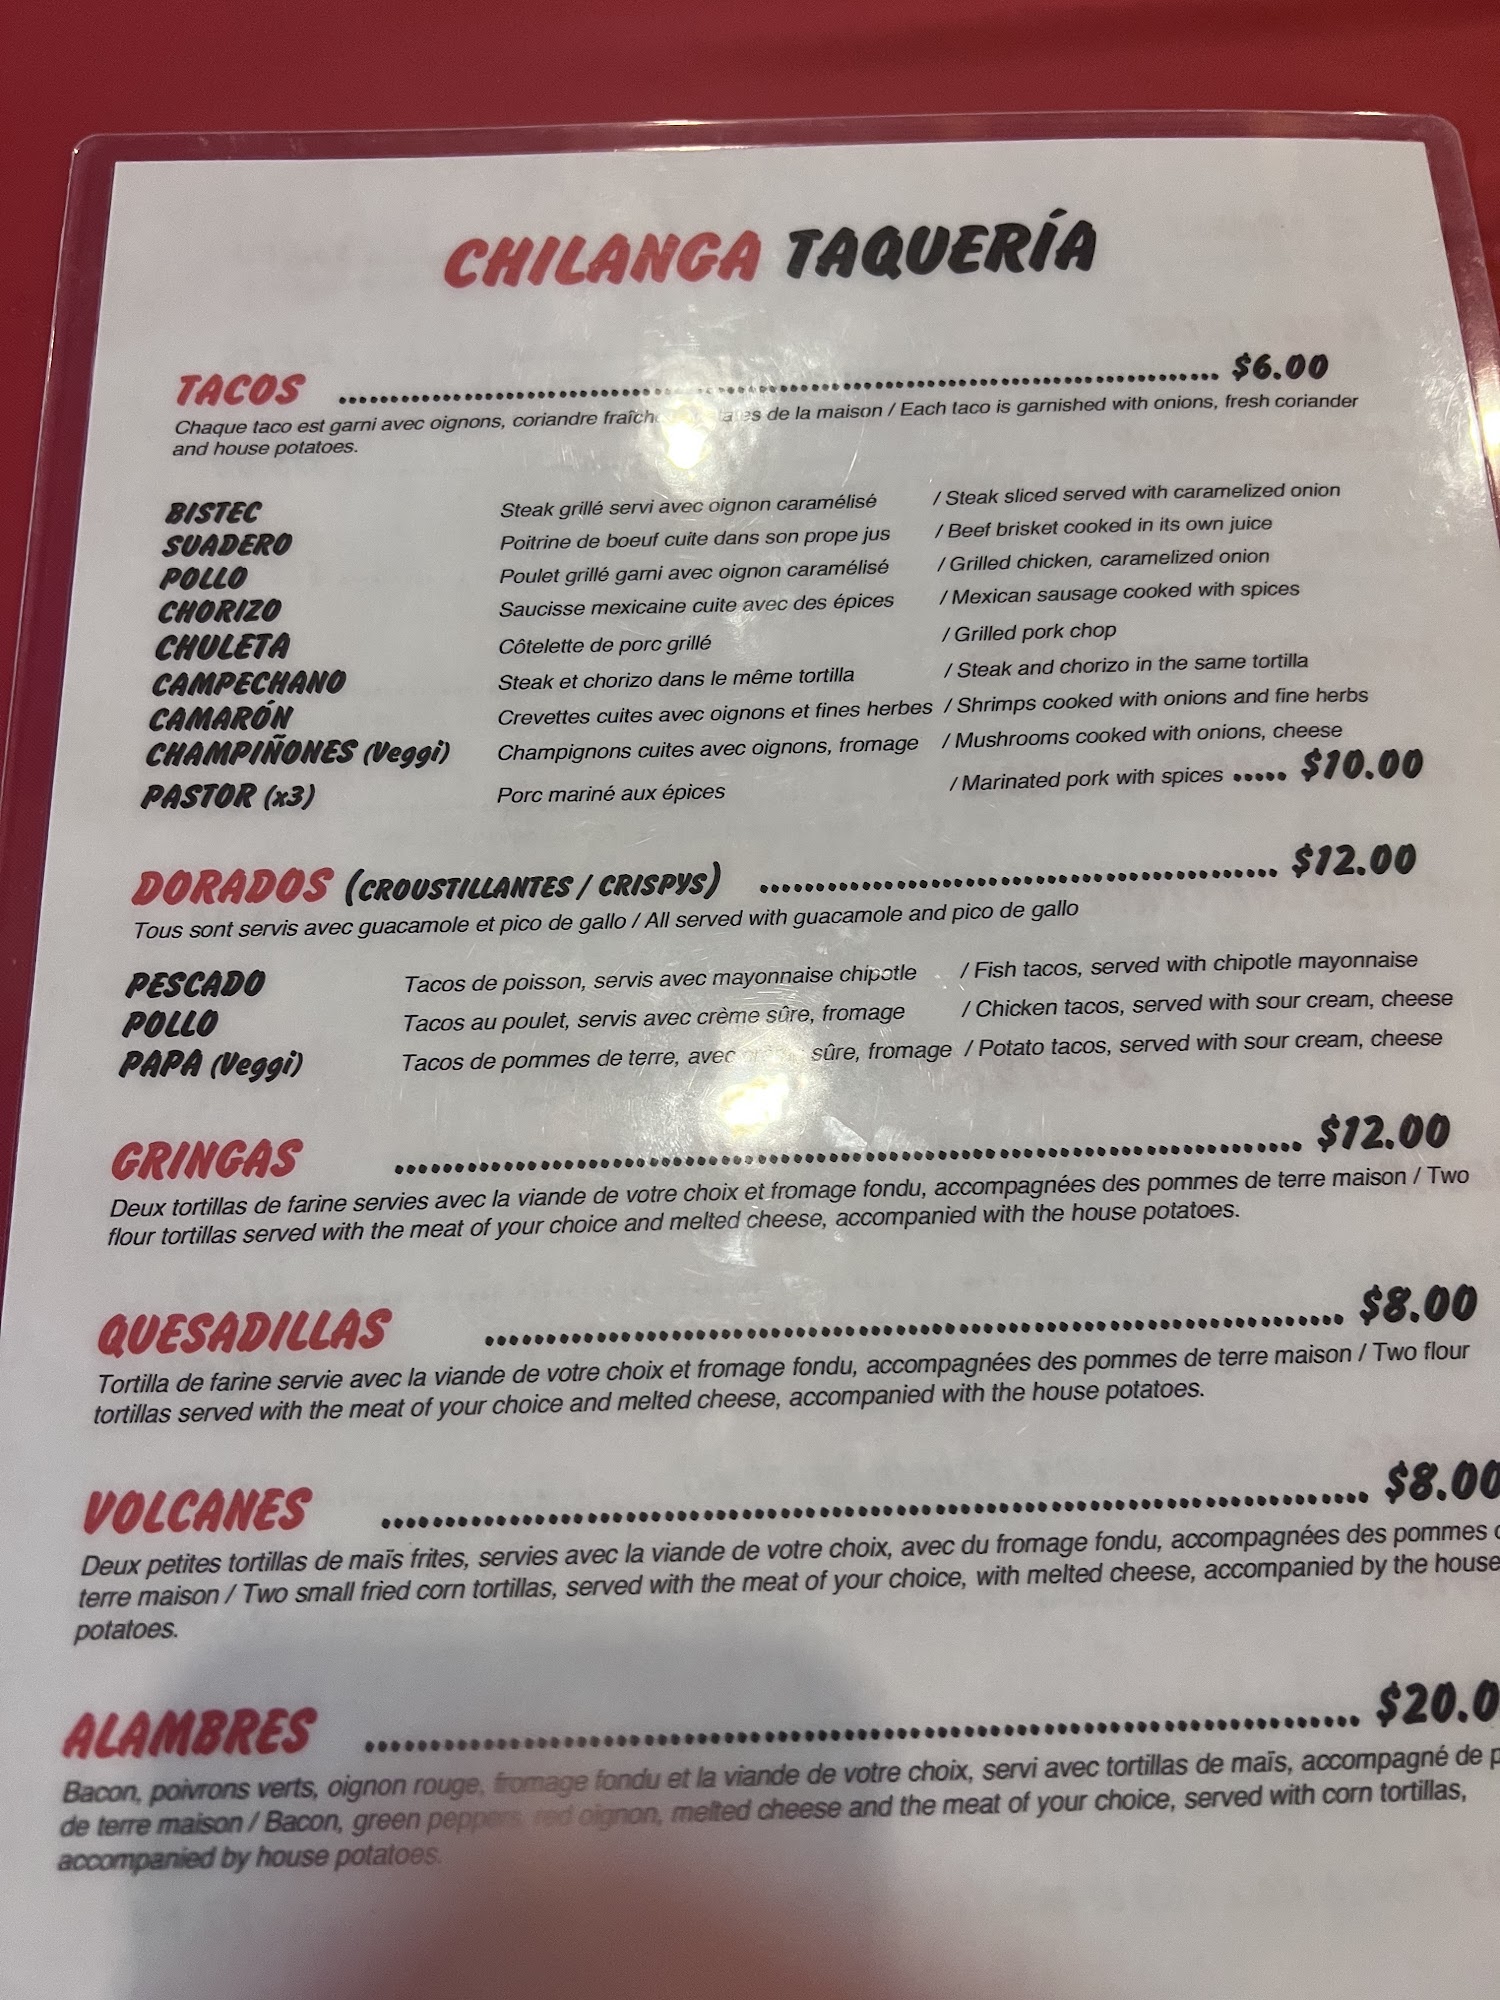 CHILANGA TAQUERÍA
TACOS ........ $6.00
Chaque taco est garni avec oignons, coriandre de la maison / Each taco is garnished with onions, fresh coriander
and house potatoes.
BISTEC Steak grillé servi avec oignon caramélisé / Steak sliced served with caramelized onion
SUADERO Poitrine de boeuf cuite dans son prope jus / Beef brisket cooked in its own juice
POLLO Poulet grillé garni avec oignon caramélisé / Grilled chicken, caramelized onion
CHORIZO Saucisse mexicaine cuite avec des épices / Mexican sausage cooked with spices
CHULETA Côtelette de porc grillé / Grilled pork chop
CAMPECHANO Steak et chorizo dans le même tortilla / Steak and chorizo in the same tortilla
CAMARÓN Crevettes cuites avec oignons et fines herbes / Shrimps cooked with onions and fine herbs
CHAMPIÑONES (Veggi) Champignons cuites avec oignons, fromage / Mushrooms cooked with onions, cheese
PASTOR (x3) Porc mariné aux épices / Marinated pork with spices ..... $10.00
DORADOS (CROUSTILLANTES / CRISPYS) ........ $12.00
Tous sont servis avec guacamole et pico de gallo / All served with guacamole and pico de gallo
PESCADO Tacos de poisson, servis avec mayonnaise chipotle / Fish tacos, served with chipotle mayonnaise
POLLO Tacos au poulet, servis avec crème sûre, fromage / Chicken tacos, served with sour cream, cheese
PAPA (Veggi) Tacos de pommes de terre, avec sûre, fromage / Potato tacos, served with sour cream, cheese
GRINGAS ........ $12.00
Deux tortillas de farine servies avec la viande de votre choix et fromage fondu, accompagnées des pommes de terre maison / Two
flour tortillas served with the meat of your choice and melted cheese, accompanied with the house potatoes.
QUESADILLAS ........ $8.00
Tortilla de farine servie avec la viande de votre choix et fromage fondu, accompagnées des pommes de terre maison / Two flour
tortillas served with the meat of your choice and melted cheese, accompanied with the house potatoes.
VOLCANES ........ $8.00
Deux petites tortillas de maïs frites, servies avec la viande de votre choix, avec du fromage fondu, accompagnées des pommes
terre maison / Two small fried corn tortillas, served with the meat of your choice, with melted cheese, accompanied by the house
potatoes.
ALAMBRES ........ $20.0
Bacon, poivrons verts, oignon rouge, fromage fondu et la viande de votre choix, servi avec tortillas de maïs, accompagné de
de terre maison / Bacon, green peppers, red oignon, melted cheese and the meat of your choice, served with corn tortillas,
accompanied by house potatoes.